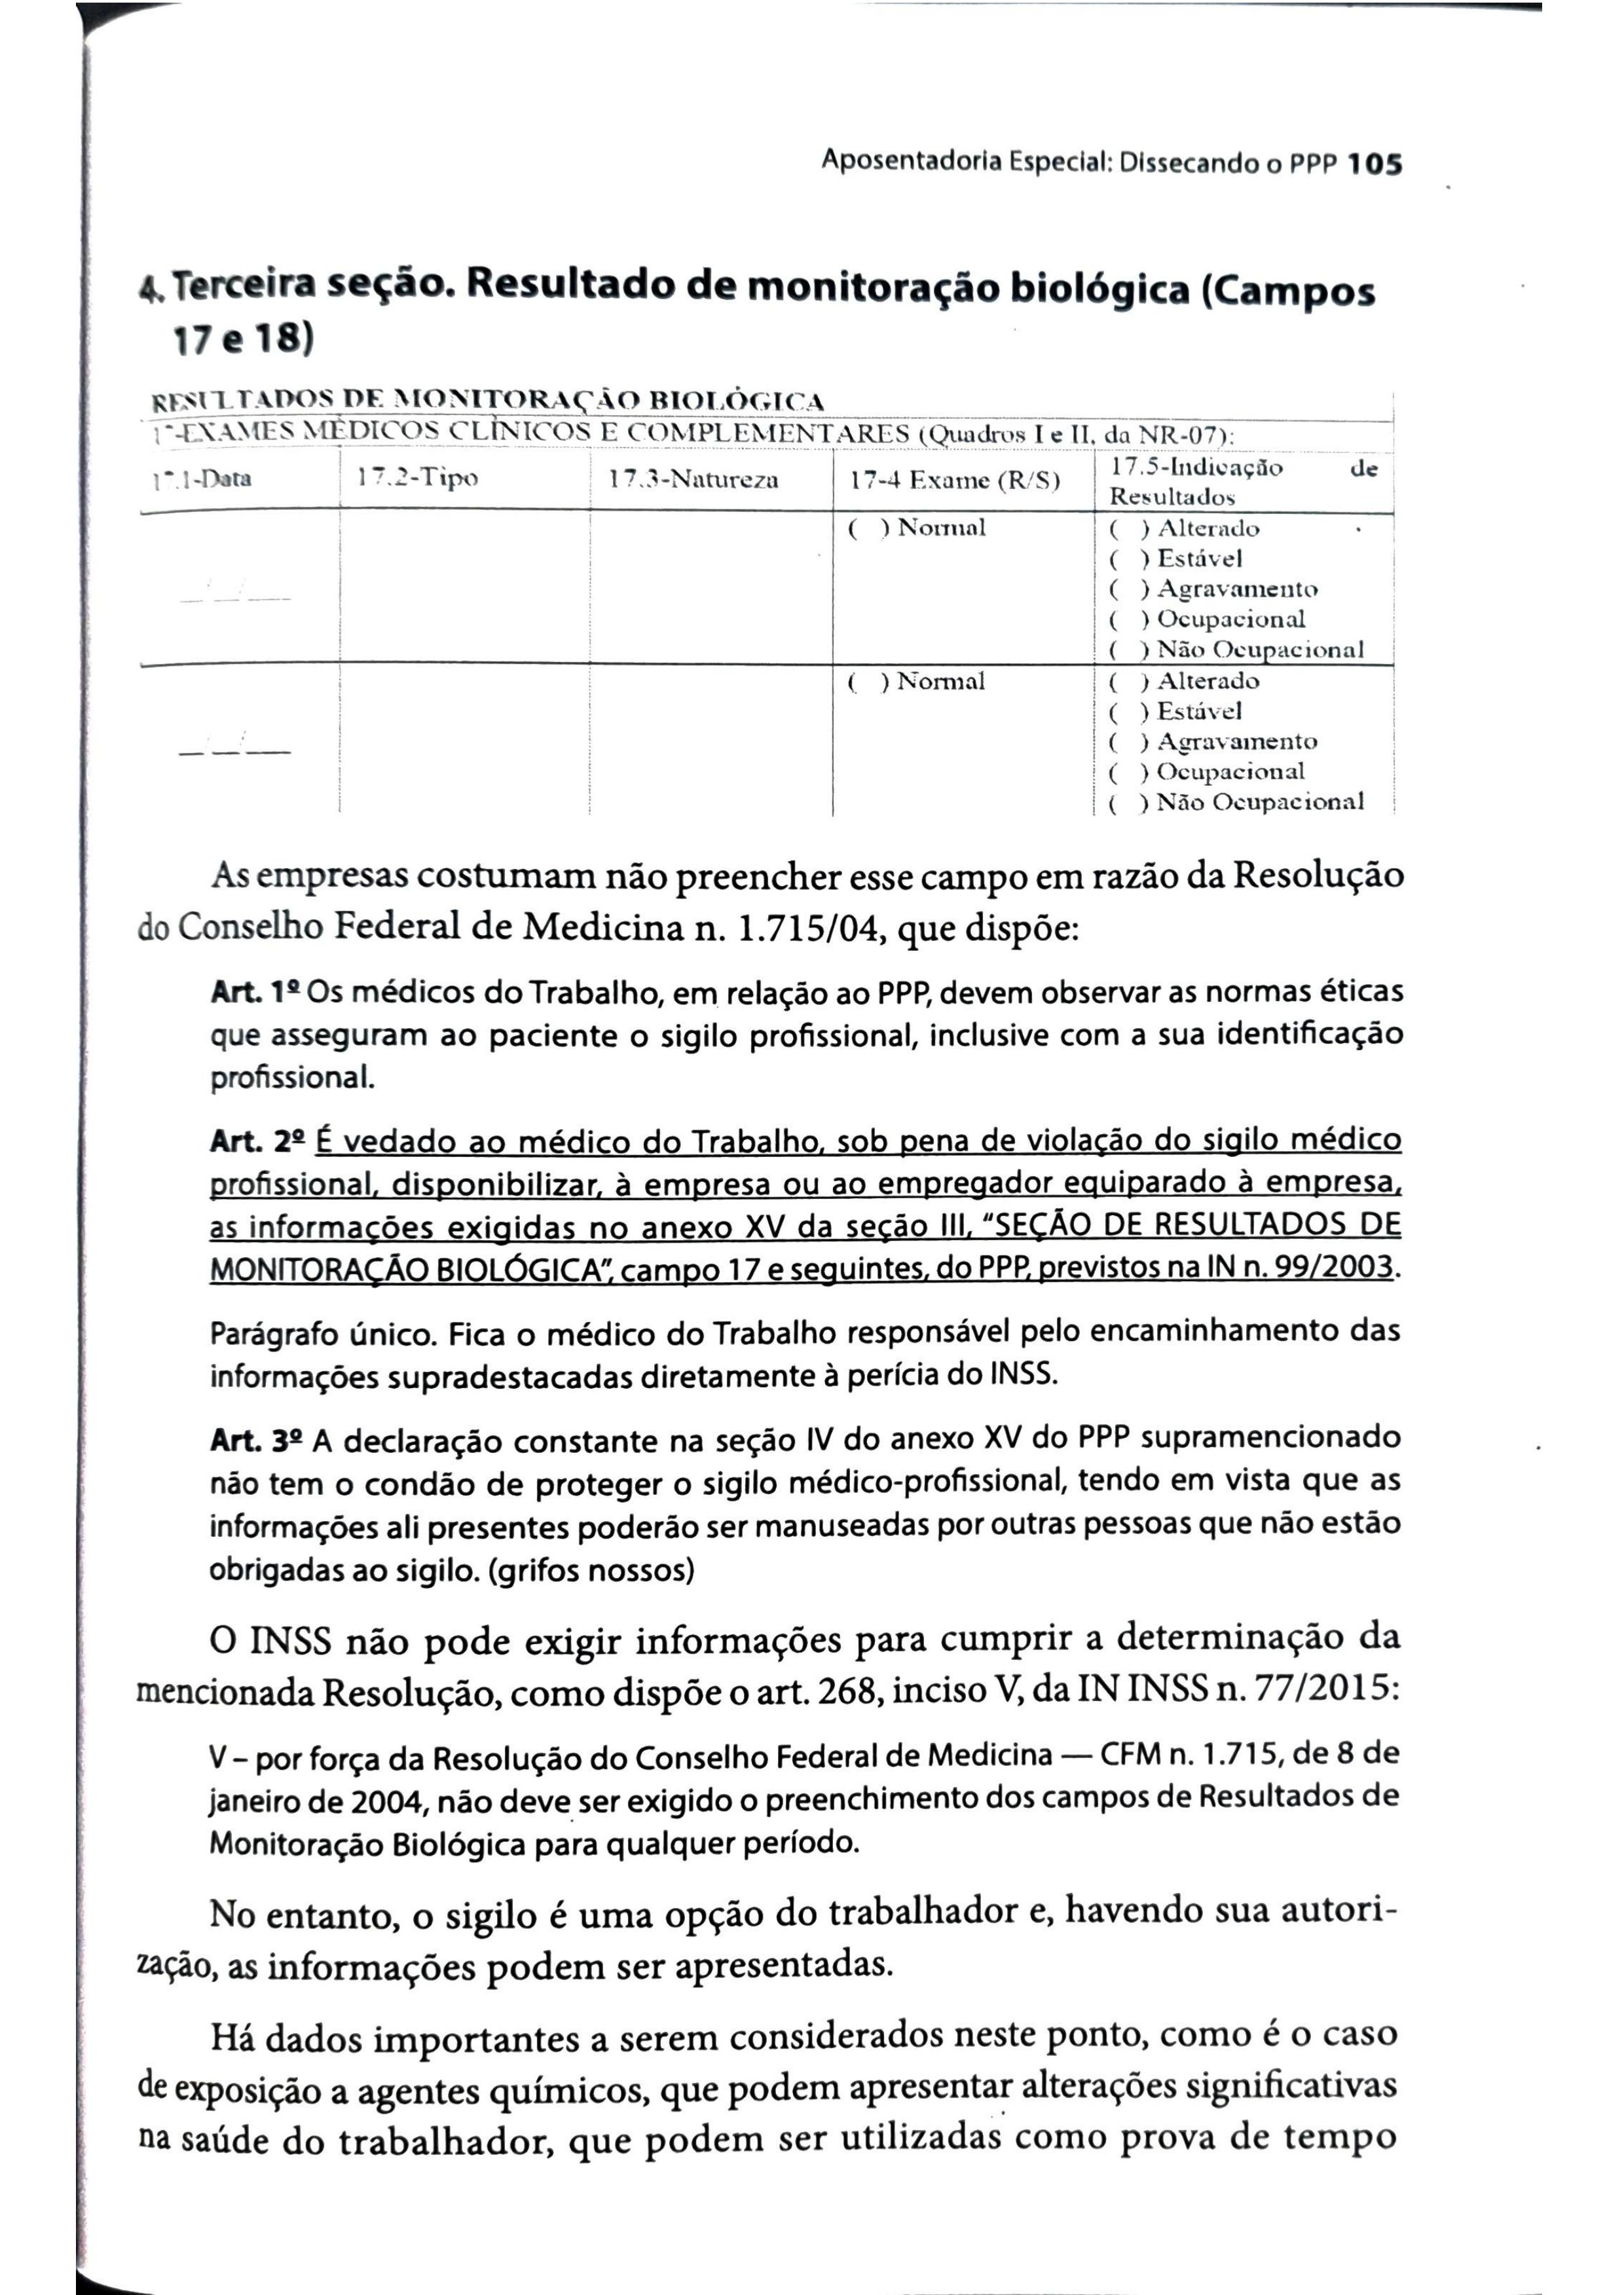 Aposentadoria Especial: Dissecando o PPP 105
4. Terceira seção. Resultado de monitoração biológica (Campos
17 e 18)
RESULTADOS DE MONITORAÇÃO BIOLÓGICA
17-EXAMES MÉDICOS CLÍNICOS E COMPLEMENTARES (Quadros I e II, da NR-07):
17.1-Data 17.2-Tipo 17.3-Natureza 17-4 Exame (R/S) 17.5-Indicação de
Resultados
__/__/__ ( ) Normal ( ) Alterado
( ) Estável
( ) Agravamento
( ) Ocupacional
( ) Não Ocupacional
__/__/__ ( ) Normal ( ) Alterado
( ) Estável
( ) Agravamento
( ) Ocupacional
( ) Não Ocupacional
As empresas costumam não preencher esse campo em razão da Resolução
do Conselho Federal de Medicina n. 1.715/04, que dispõe:
Art. 1º Os médicos do Trabalho, em relação ao PPP, devem observar as normas éticas
que asseguram ao paciente o sigilo profissional, inclusive com a sua identificação
profissional.
Art. 2º É vedado ao médico do Trabalho, sob pena de violação do sigilo médico
profissional, disponibilizar, à empresa ou ao empregador equiparado à empresa,
as informações exigidas no anexo XV da seção III, “SEÇÃO DE RESULTADOS DE
MONITORAÇÃO BIOLÓGICA”, campo 17 e seguintes, do PPP, previstos na IN n. 99/2003.
Parágrafo único. Fica o médico do Trabalho responsável pelo encaminhamento das
informações supradestacadas diretamente à perícia do INSS.
Art. 3º A declaração constante na seção IV do anexo XV do PPP supramencionado
não tem o condão de proteger o sigilo médico-profissional, tendo em vista que as
informações ali presentes poderão ser manuseadas por outras pessoas que não estão
obrigadas ao sigilo. (grifos nossos)
O INSS não pode exigir informações para cumprir a determinação da
mencionada Resolução, como dispõe o art. 268, inciso V, da IN INSS n. 77/2015:
V – por força da Resolução do Conselho Federal de Medicina — CFM n. 1.715, de 8 de
janeiro de 2004, não deve ser exigido o preenchimento dos campos de Resultados de
Monitoração Biológica para qualquer período.
No entanto, o sigilo é uma opção do trabalhador e, havendo sua autori-
zação, as informações podem ser apresentadas.
Há dados importantes a serem considerados neste ponto, como é o caso
de exposição a agentes químicos, que podem apresentar alterações significativas
na saúde do trabalhador, que podem ser utilizadas como prova de tempo